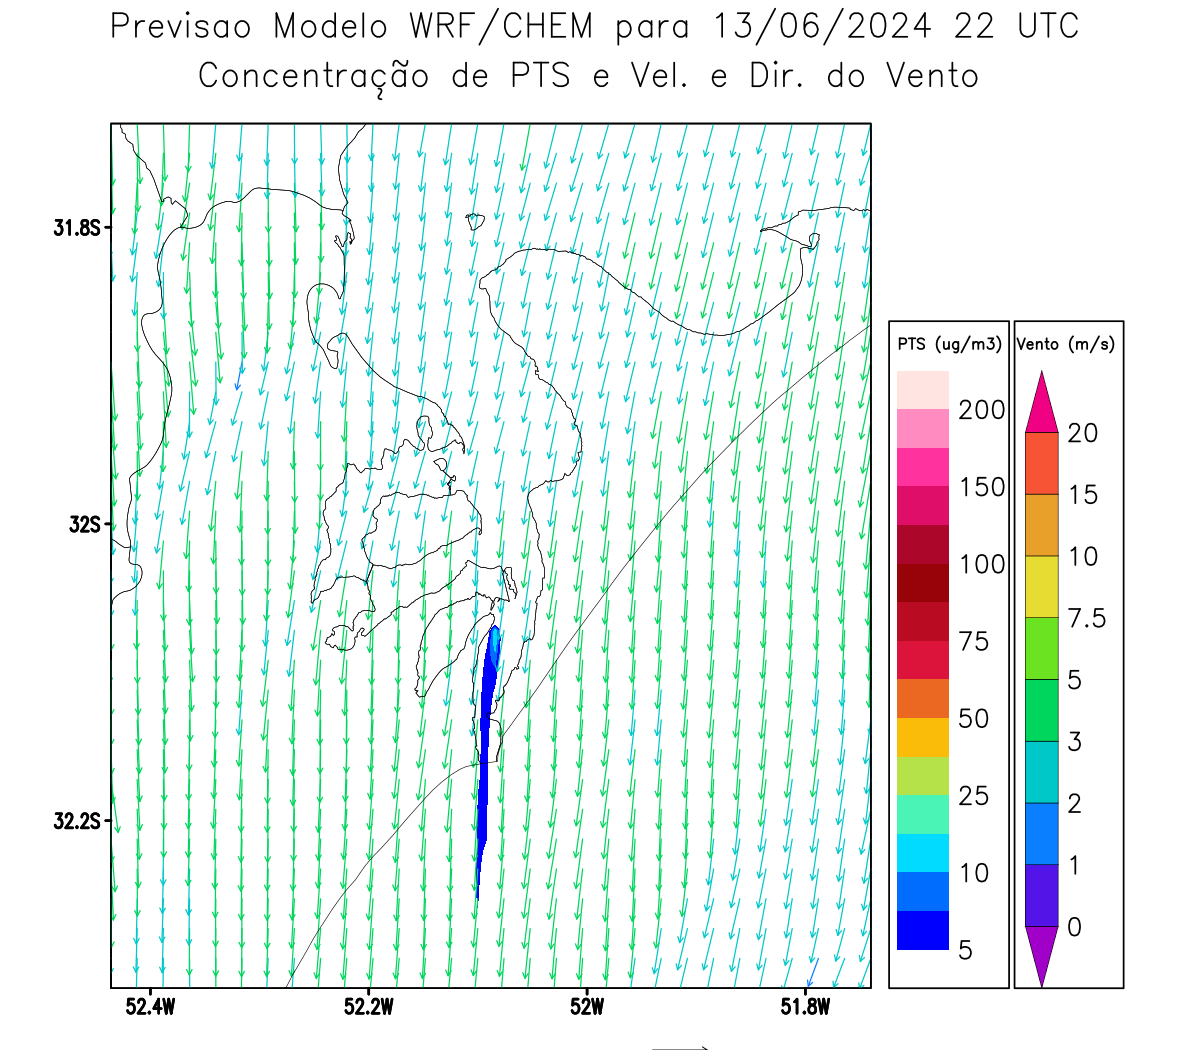 Previsao Modelo WRF/CHEM para 13/06/2024 22 UTC
Concentração de PTS e Vel. e Dir. do Vento
31.8S
32S
32.2S
52.4W 52.2W 52W 51.8W
PTS (ug/m3)
200
150
100
75
50
25
10
5
Vento (m/s)
20
15
10
7.5
5
3
2
1
0